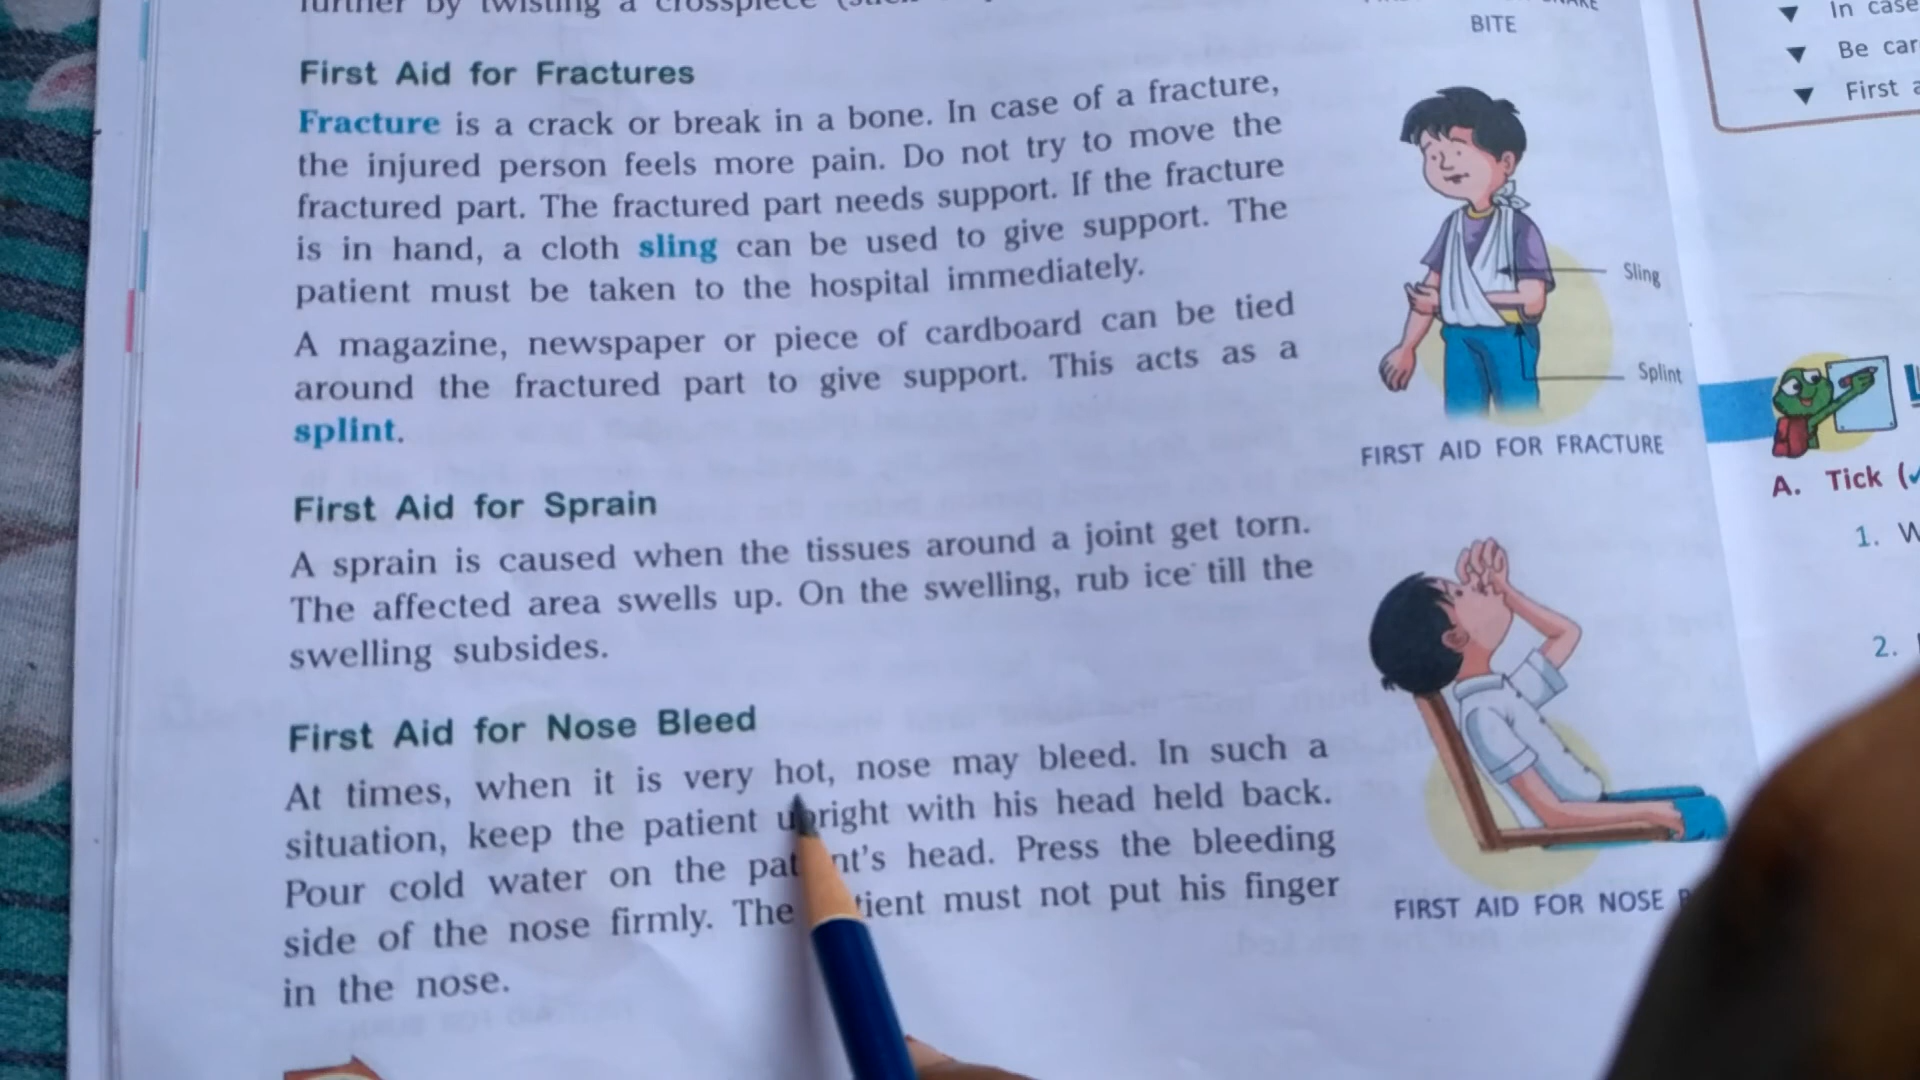 further by twisting a crosspiece
BITE
First Aid for Fractures
Fracture is a crack or break in a bone. In case of a fracture,
the injured person feels more pain. Do not try to move the
fractured part. The fractured part needs support. If the fracture
is in hand, a cloth sling can be used to give support. The
patient must be taken to the hospital immediately.
A magazine, newspaper or piece of cardboard can be tied
around the fractured part to give support. This acts as a
splint.
Sling
Splint
FIRST AID FOR FRACTURE
First Aid for Sprain
A sprain is caused when the tissues around a joint get torn.
The affected area swells up. On the swelling, rub ice till the
swelling subsides.
First Aid for Nose Bleed
At times, when it is very hot, nose may bleed. In such a
situation, keep the patient upright with his head held back.
Pour cold water on the patient's head. Press the bleeding
side of the nose firmly. The patient must not put his finger
in the nose.
FIRST AID FOR NOSE
In case
Be car
First a
A. Tick (✓
1. W
2.